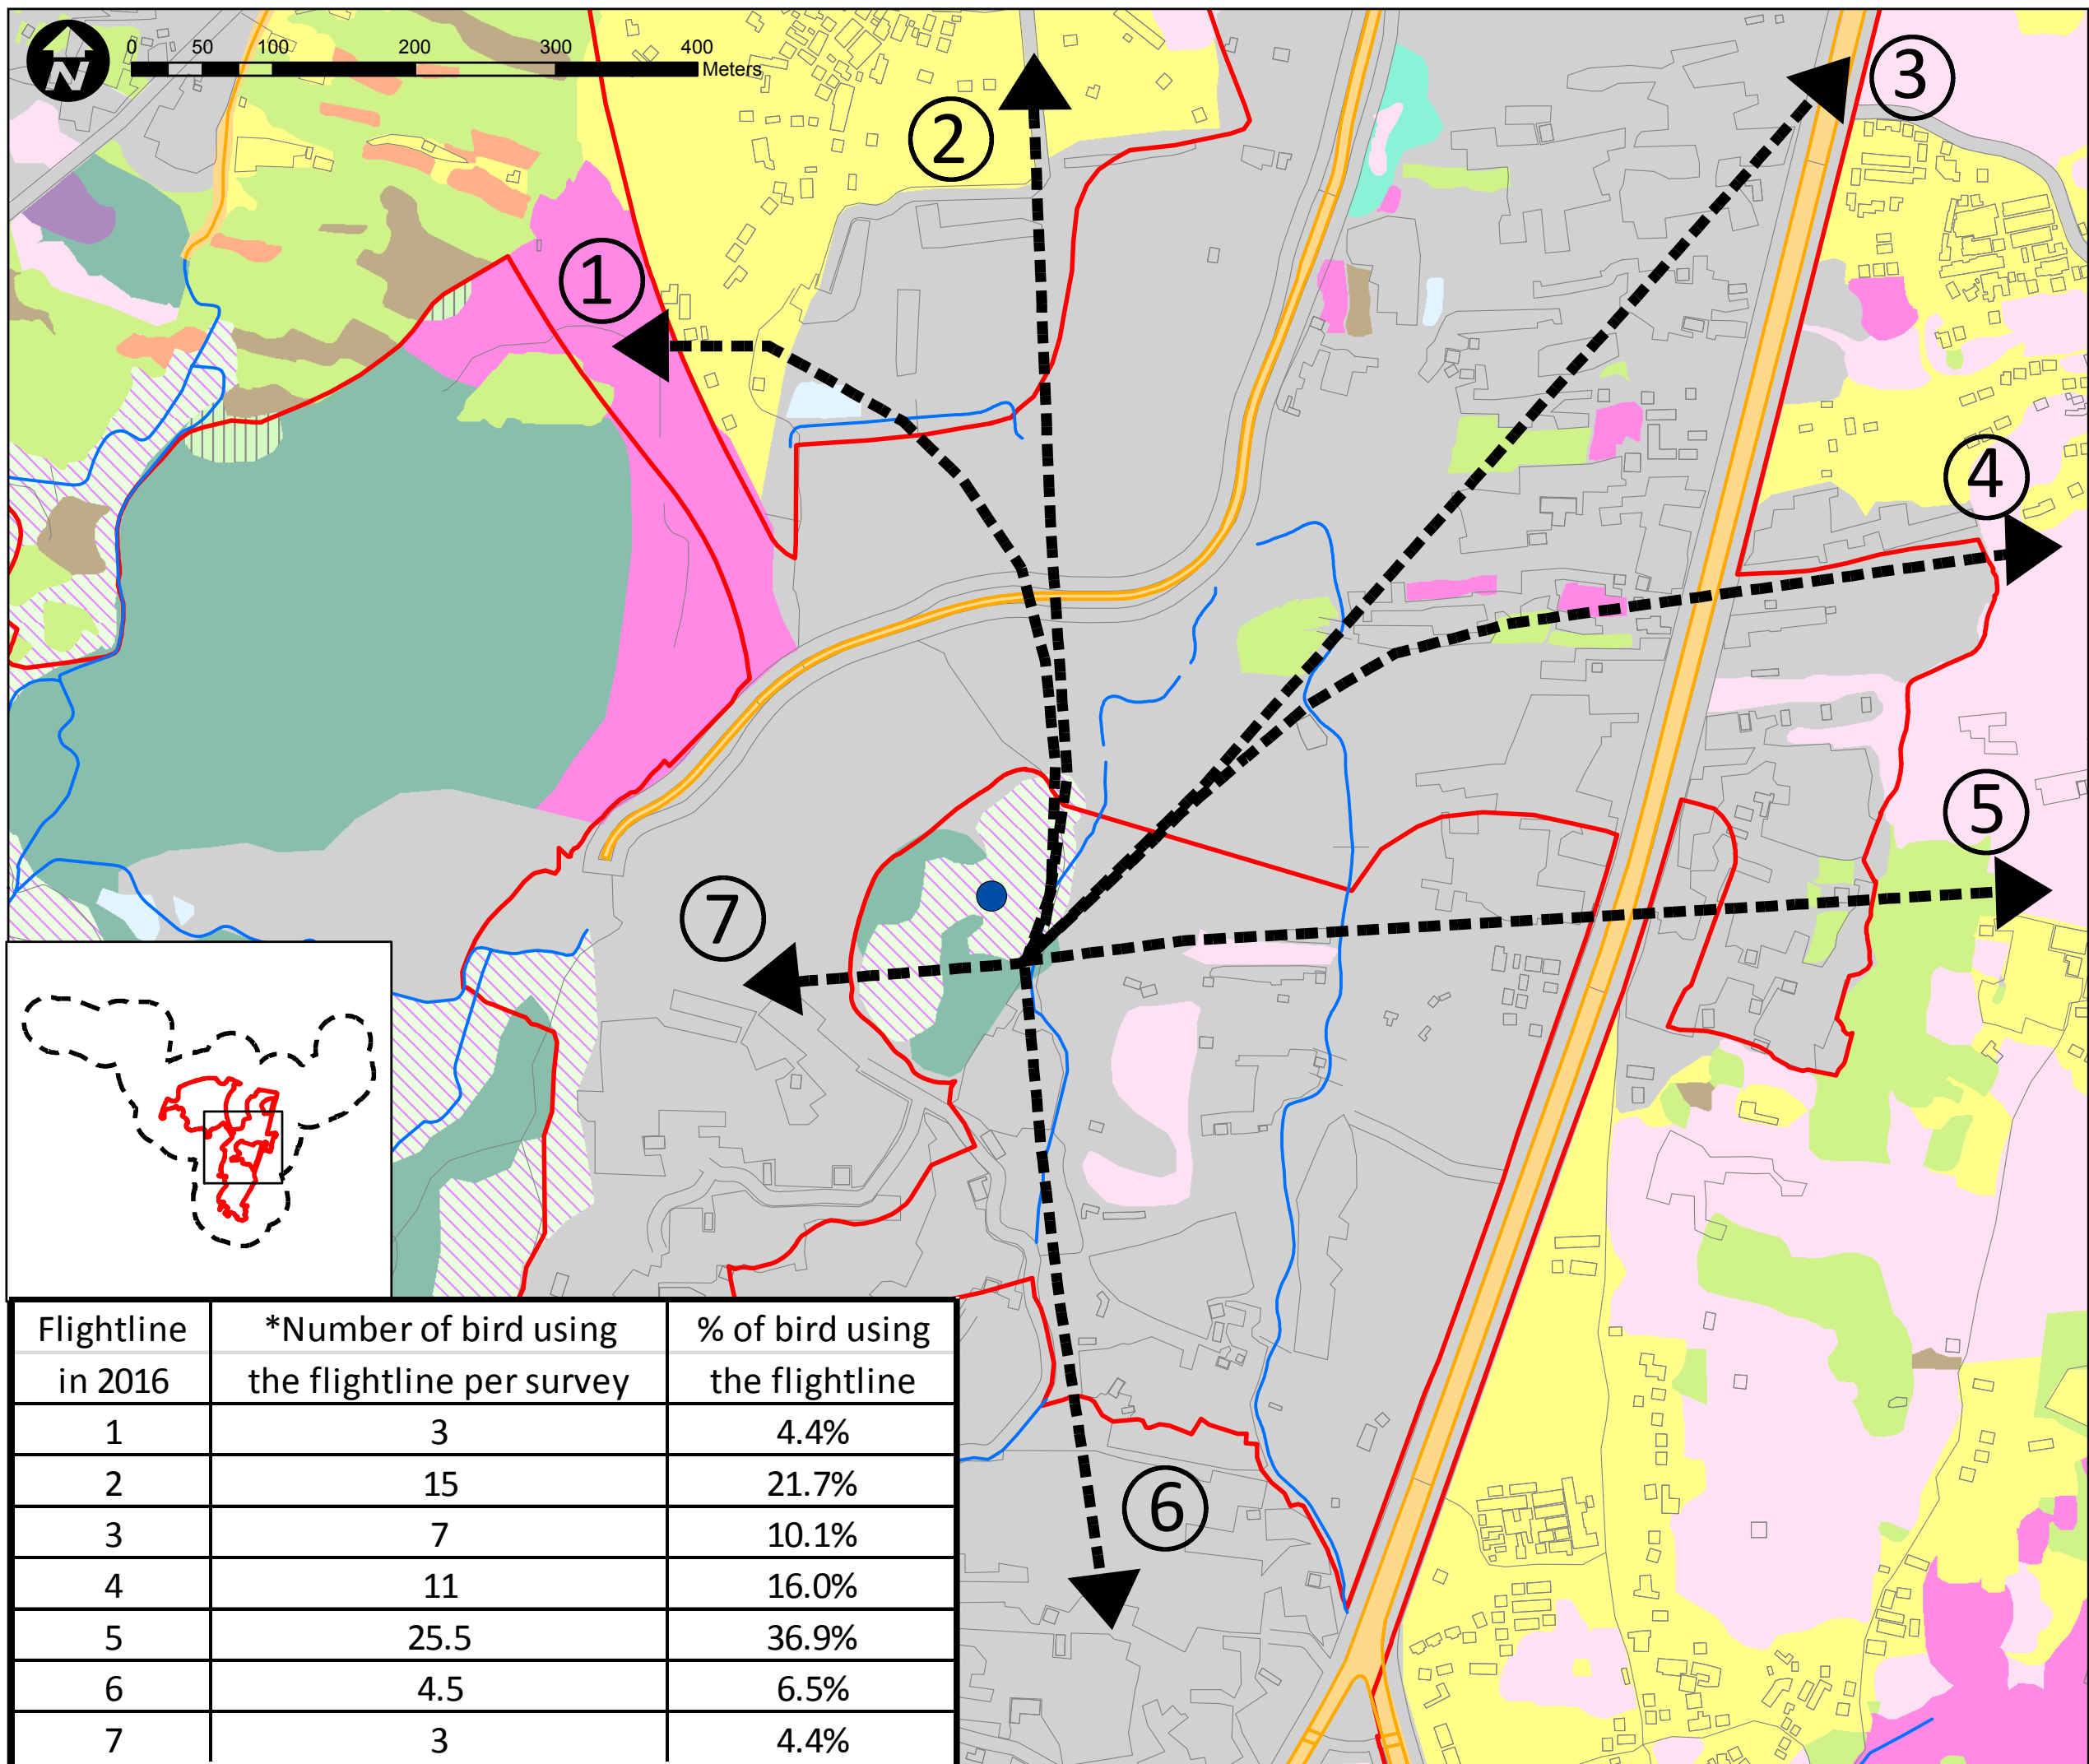 N
0 50 100 200 300 400
Meters
3
2
1
4
5
7
6
Flightline in 2016 *Number of bird using the flightline per survey % of bird using the flightline
1 3 4.4%
2 15 21.7%
3 7 10.1%
4 11 16.0%
5 25.5 36.9%
6 4.5 6.5%
7 3 4.4%